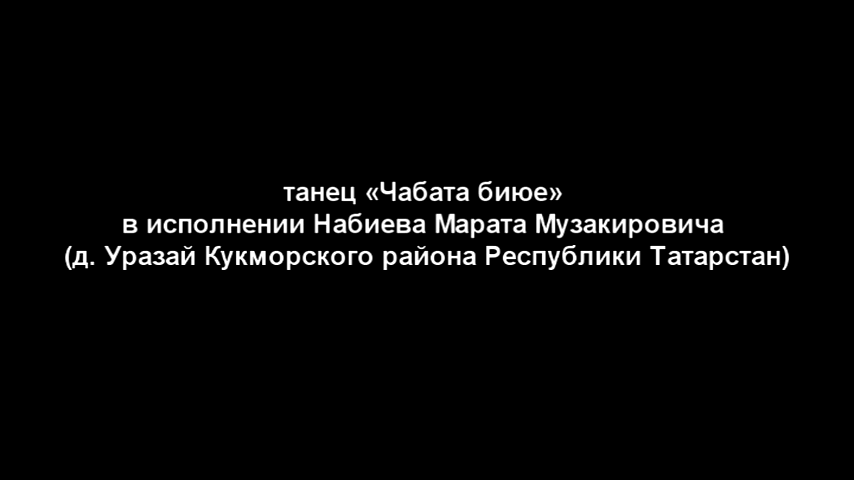 танец «Чабата биюе»
в исполнении Набиева Марата Музакировича
(д. Уразай Кукморского района Республики Татарстан)